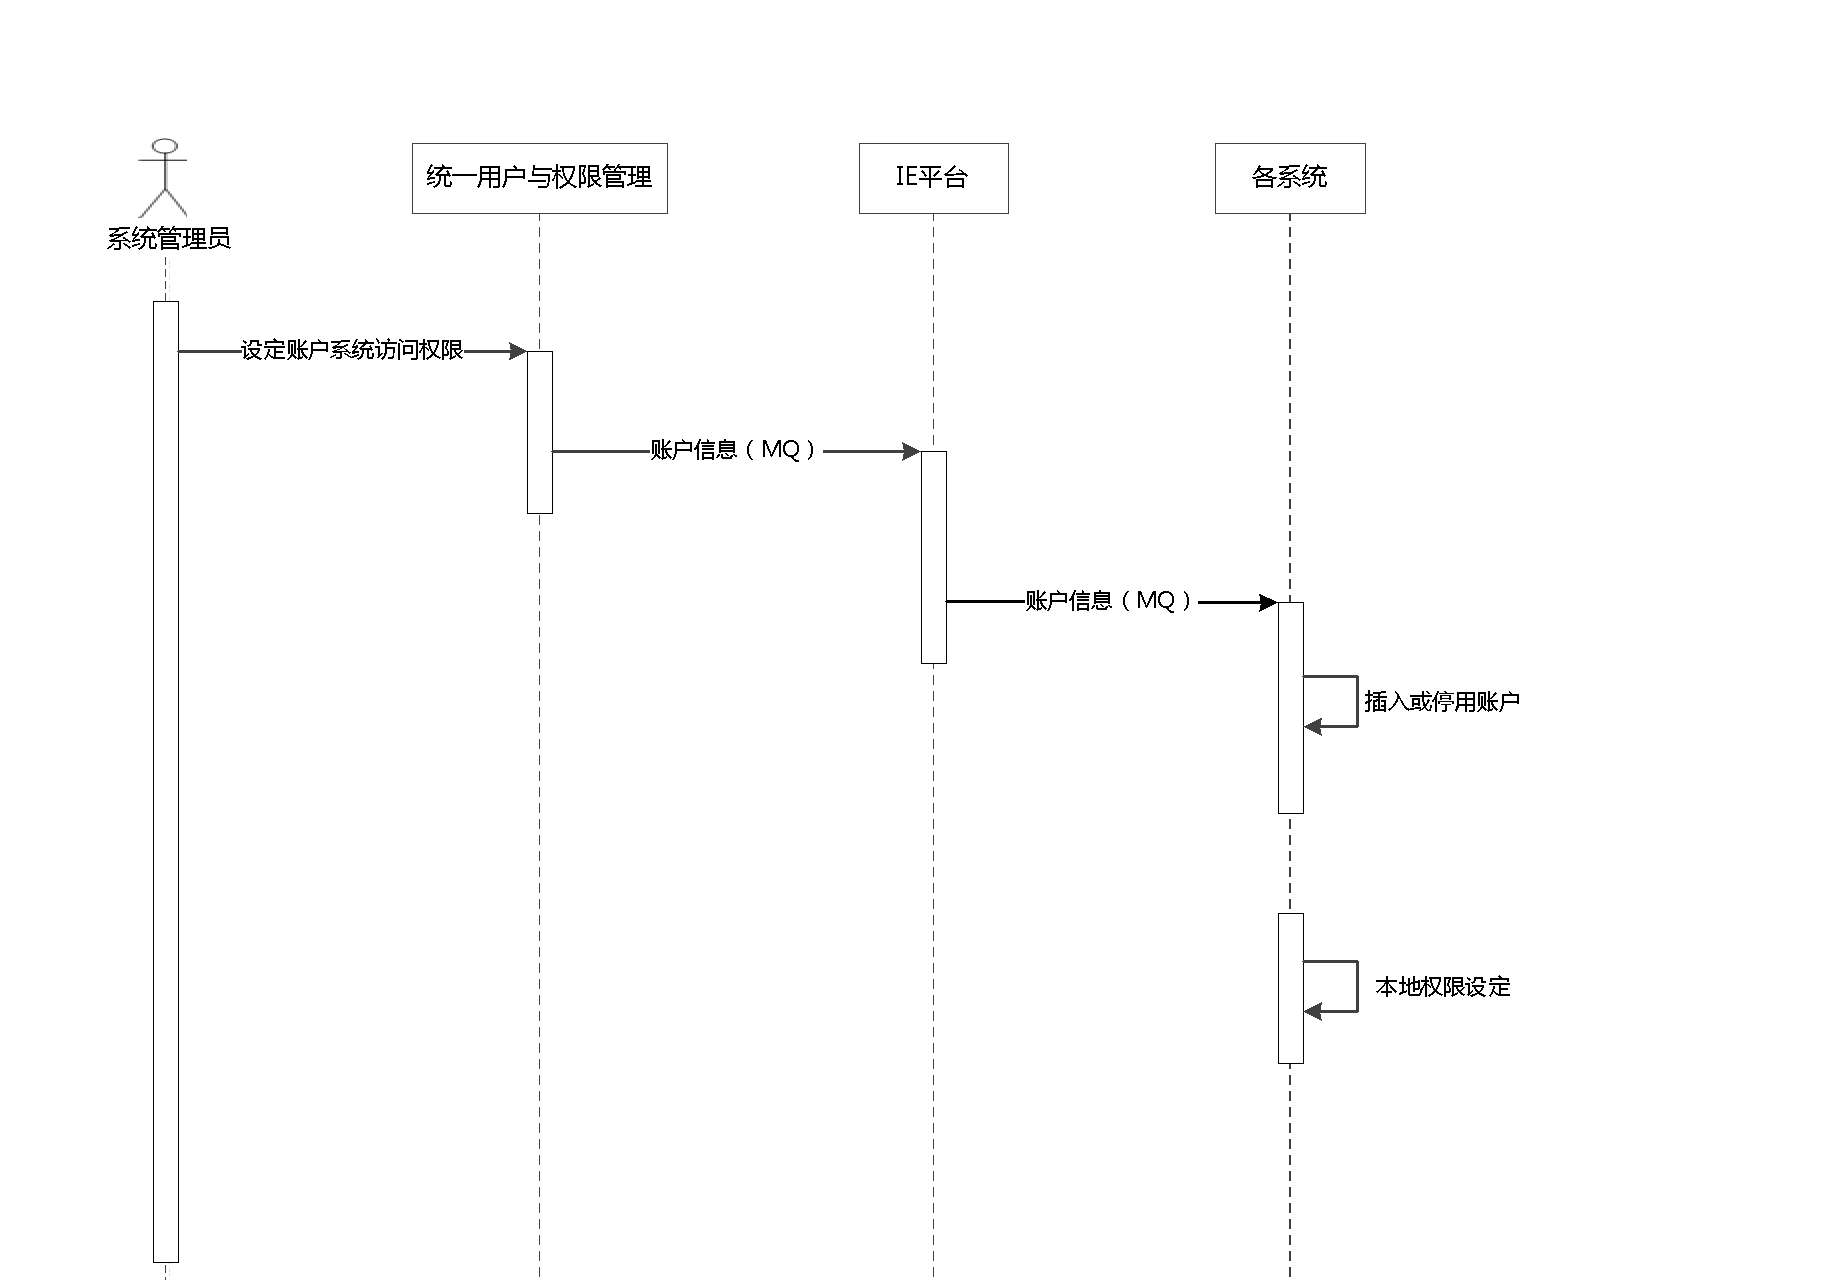 统一用户与权限管理
IE平台
各系统
系统管理员
设定账户系统访问权限
账户信息（MQ）
账户信息（MQ）
插入或停用账户
本地权限设定